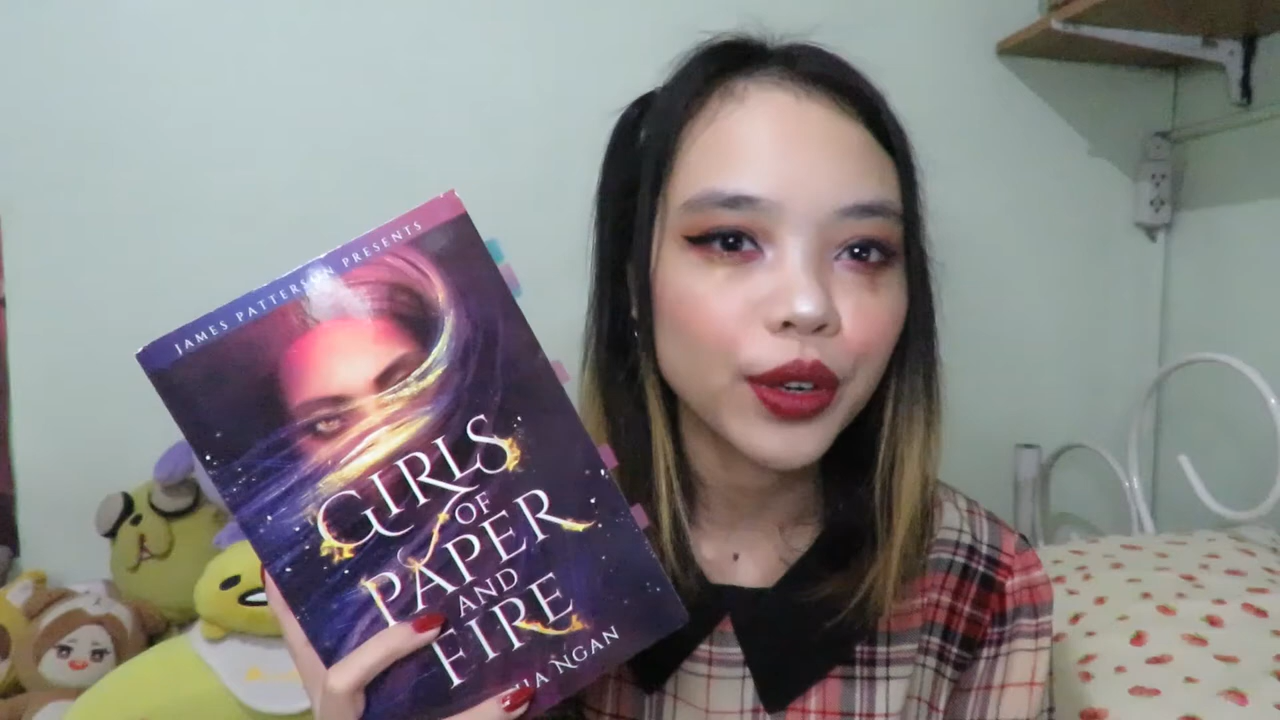 JAMES PATTERSON PRESENTS
GIRLS
OF
PAPER
AND
FIRE
NGAN